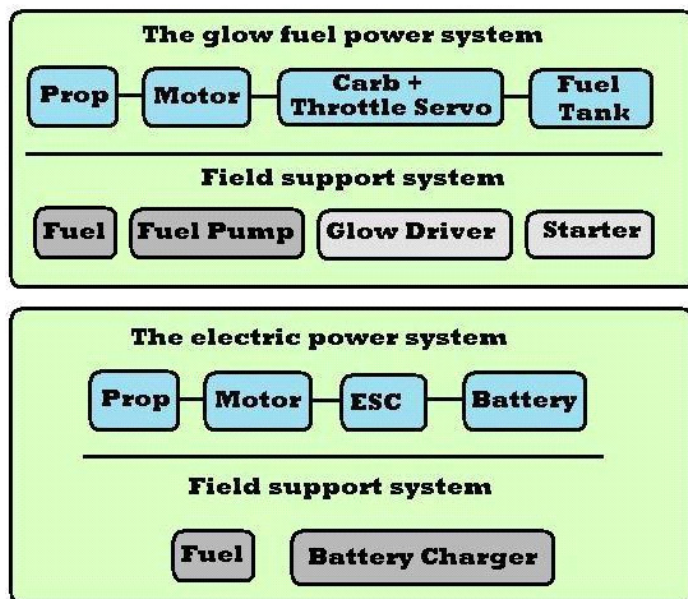 The glow fuel power system
Prop Motor Carb + Throttle Servo Fuel Tank
Field support system
Fuel Fuel Pump Glow Driver Starter
The electric power system
Prop Motor ESC Battery
Field support system
Fuel Battery Charger